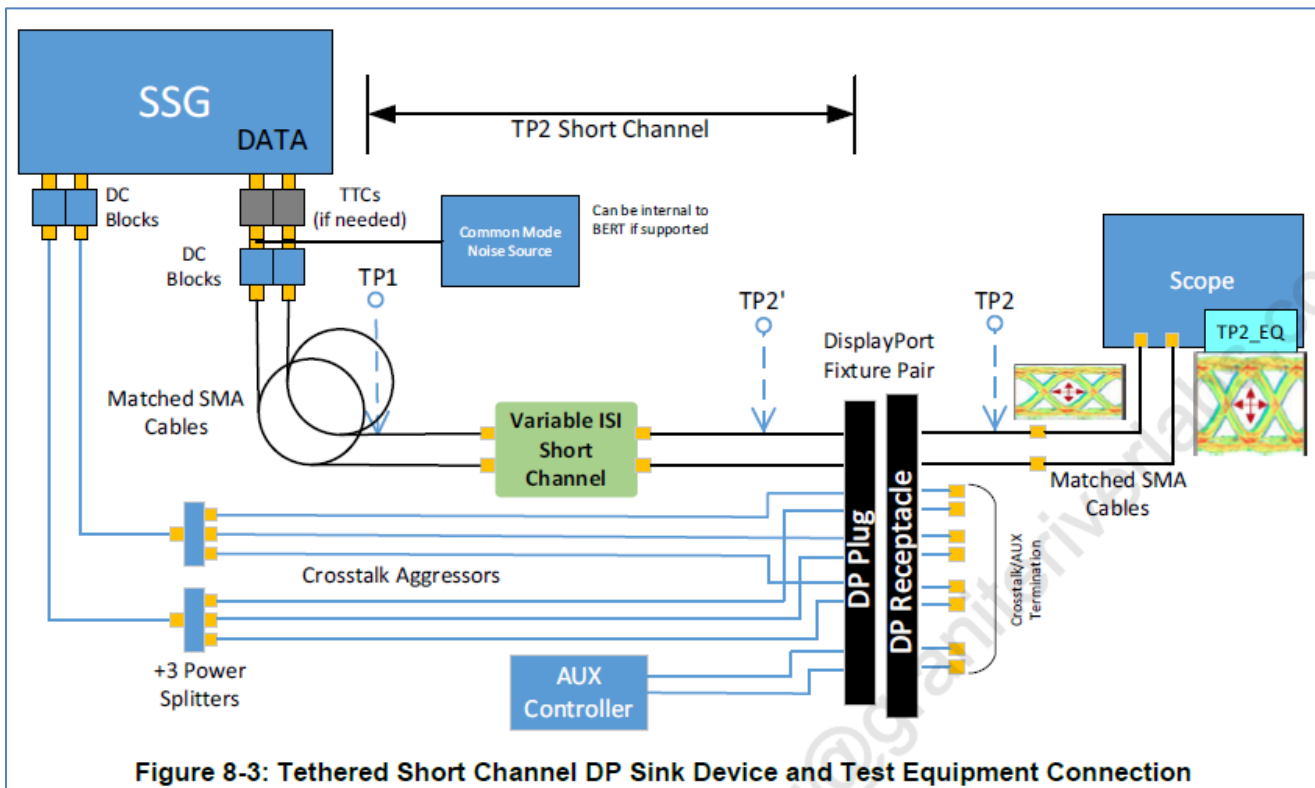 SSG
DATA
TP2 Short Channel
DC
Blocks
TTCs
(if needed)
Common Mode
Noise Source
Can be internal to
BERT if supported
DC
Blocks
TP1
TP2'
TP2
Scope
TP2_EQ
DisplayPort
Fixture Pair
Matched SMA
Cables
Variable ISI
Short
Channel
Matched SMA
Cables
DP Plug
DP Receptacle
Crosstalk Aggressors
Crosstalk/AUX
Termination
+3 Power
Splitters
AUX
Controller
Figure 8-3: Tethered Short Channel DP Sink Device and Test Equipment Connection